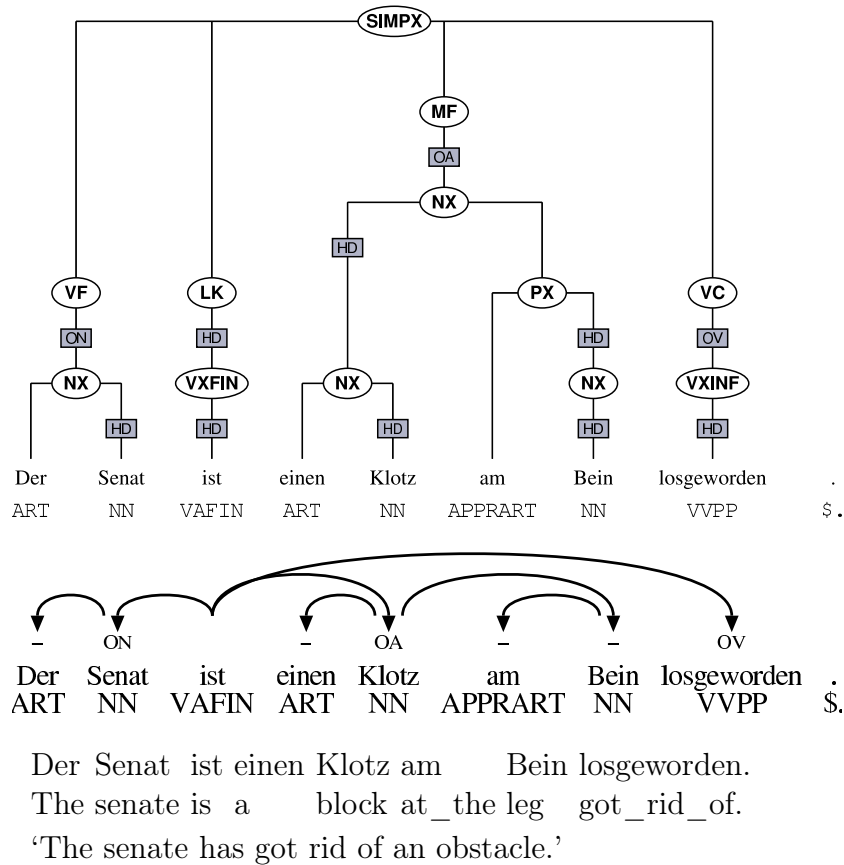 SIMPX
MF
OA
NX
HD
VF LK PX VC
ON HD HD OV
NX VXFIN NX NX VXINF
HD HD HD HD HD
Der Senat ist einen Klotz am Bein losgeworden .
ART NN VAFIN ART NN APPRART NN VVPP $.
– ON – OA – – OV
Der Senat ist einen Klotz am Bein losgeworden .
ART NN VAFIN ART NN APPRART NN VVPP $.
Der Senat ist einen Klotz am Bein losgeworden.
The senate is a block at_the leg got_rid_of.
‘The senate has got rid of an obstacle.’